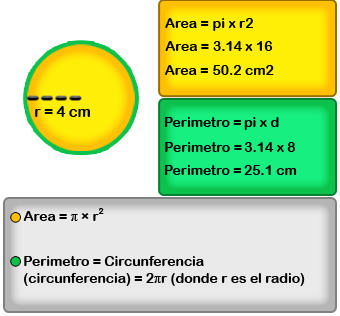 r = 4 cm
Area = pi x r2
Area = 3.14 x 16
Area = 50.2 cm2
Perimetro = pi x d
Perimetro = 3.14 x 8
Perimetro = 25.1 cm
Area = π × r²
Perimetro = Circunferencia
(circunferencia) = 2πr (donde r es el radio)